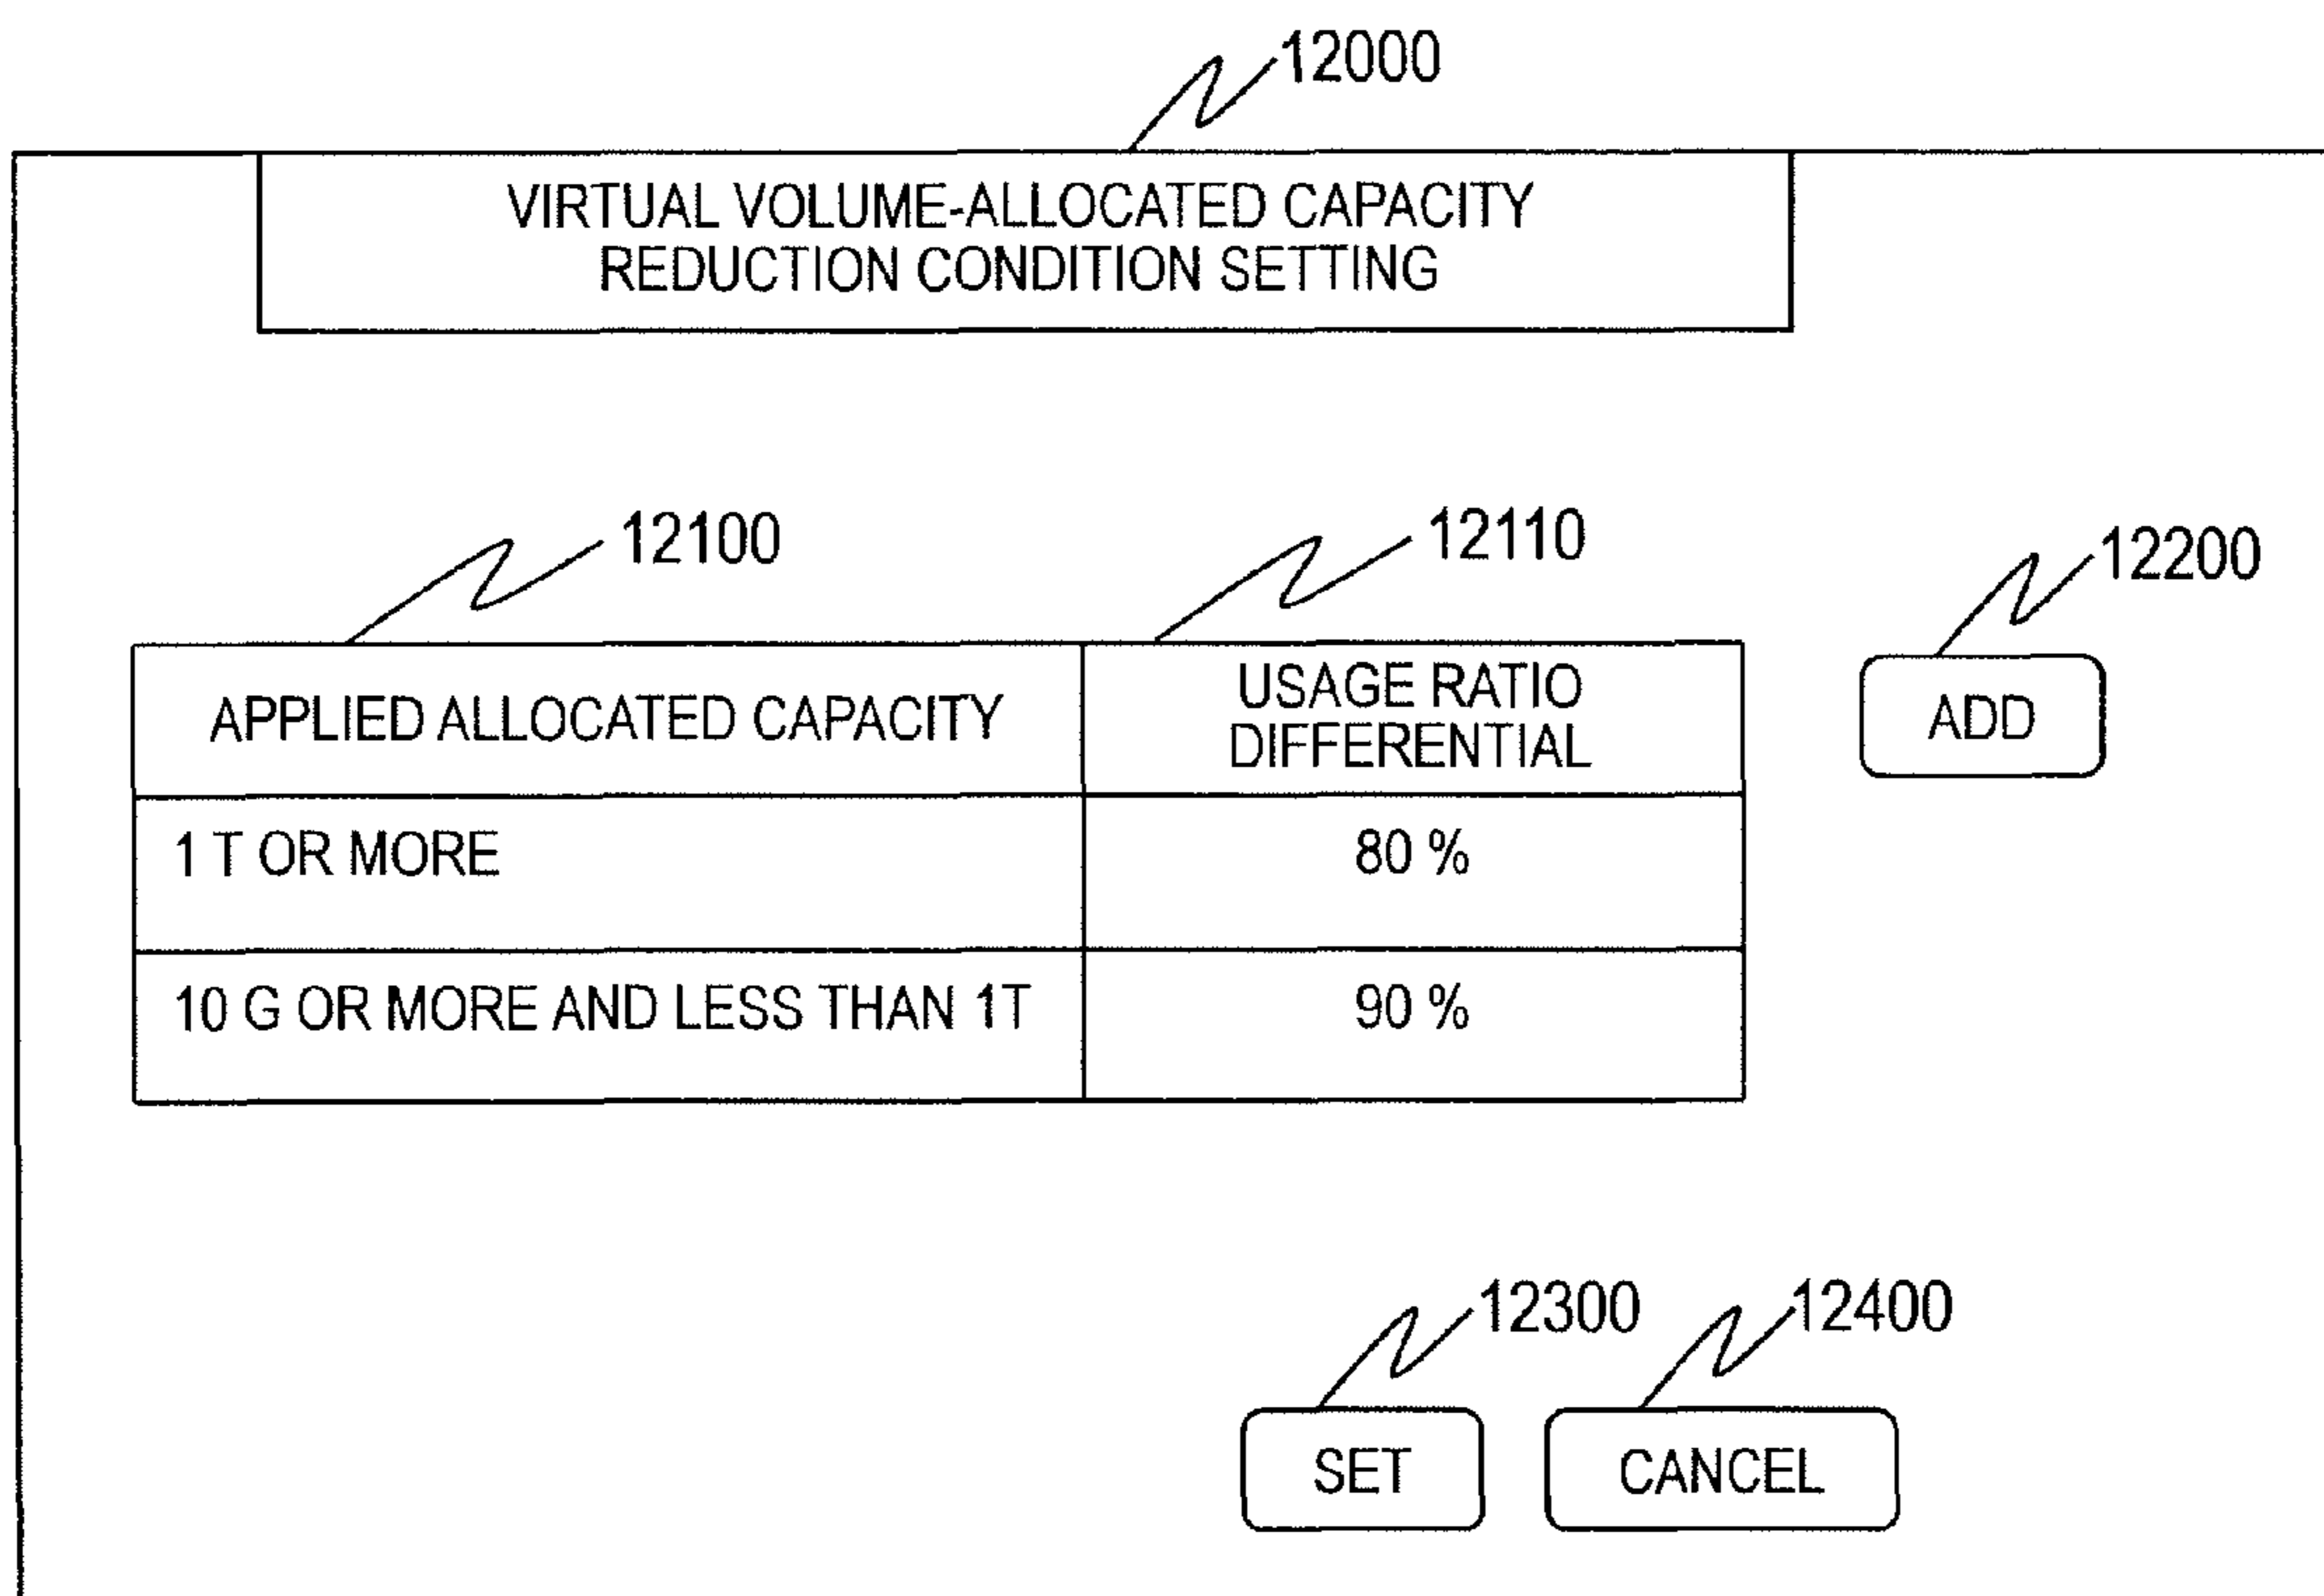 12000
VIRTUAL VOLUME-ALLOCATED CAPACITY
REDUCTION CONDITION SETTING
12100
12110
12200
APPLIED ALLOCATED CAPACITY
USAGE RATIO
DIFFERENTIAL
ADD
1 T OR MORE
80 %
10 G OR MORE AND LESS THAN 1T
90 %
12300
12400
SET
CANCEL